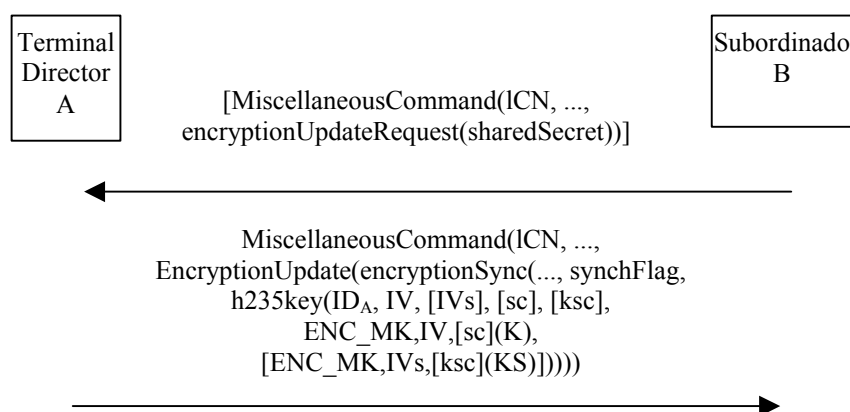 Terminal
Director
A
Subordinado
B
[MiscellaneousCommand(lCN, ...,
encryptionUpdateRequest(sharedSecret))]
MiscellaneousCommand(lCN, ...,
EncryptionUpdate(encryptionSync(..., synchFlag,
h235key(ID_A, IV, [IVs], [sc], [ksc],
ENC_MK,IV,[sc](K),
[ENC_MK,IVs,[ksc](KS)]))))